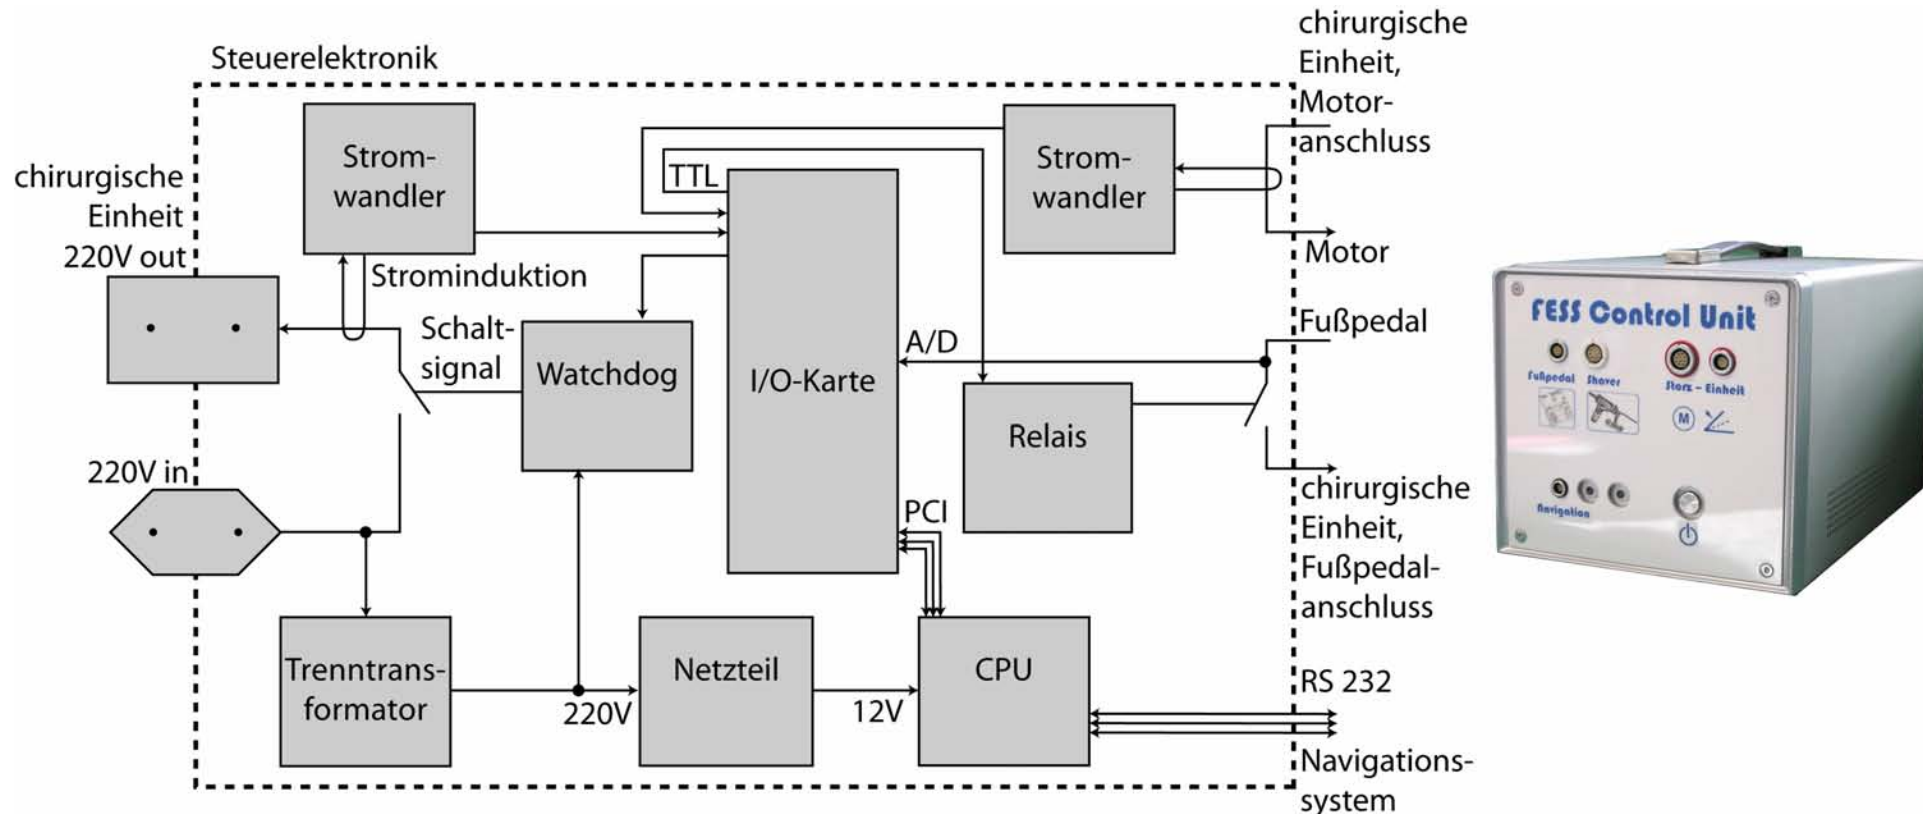 Steuerelektronik
chirurgische
Einheit
220V out
220V in
Strom-
wandler
Strominduktion
Schalt-
signal
Watchdog
TTL
I/O-Karte
A/D
PCI
Strom-
wandler
Relais
Trenntrans-
formator
220V
Netzteil
12V
CPU
chirurgische
Einheit,
Motor-
anschluss
Motor
Fußpedal
chirurgische
Einheit,
Fußpedal-
anschluss
RS 232
Navigations-
system
FESS Control Unit
Fußpedal Shaver
Storz – Einheit
M
Navigation